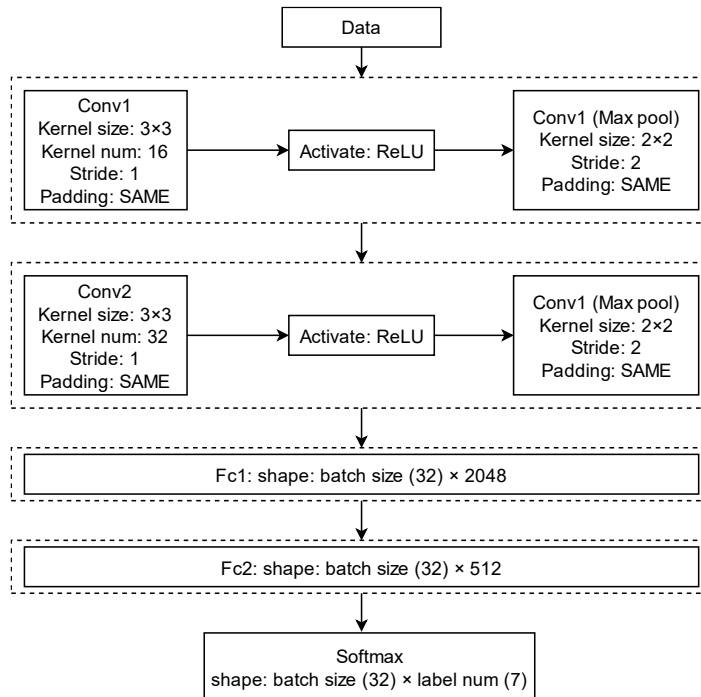 Data
Conv1
Kernel size: 3×3
Kernel num: 16
Stride: 1
Padding: SAME
Activate: ReLU
Conv1 (Max pool)
Kernel size: 2×2
Stride: 2
Padding: SAME
Conv2
Kernel size: 3×3
Kernel num: 32
Stride: 1
Padding: SAME
Activate: ReLU
Conv1 (Max pool)
Kernel size: 2×2
Stride: 2
Padding: SAME
Fc1: shape: batch size (32) × 2048
Fc2: shape: batch size (32) × 512
Softmax
shape: batch size (32) × label num (7)